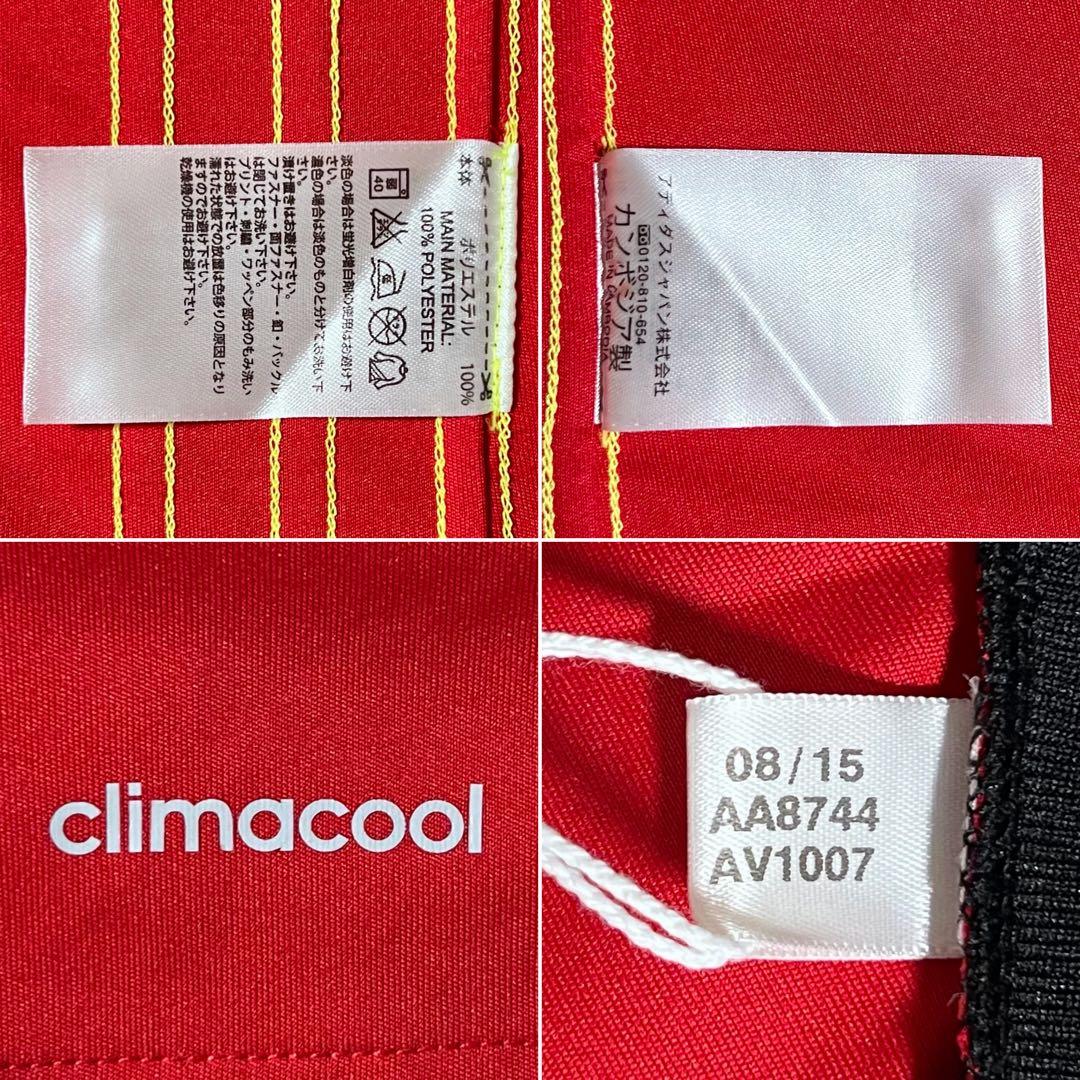 本体 ポリエステル 100%
MAIN MATERIAL:
100% POLYESTER
40
淡色の場合は蛍光増白剤の使用はお避け下
さい。
濃色の場合は淡色のものと分けてお洗い下
さい。
漬け置きはお避け下さい。
ファスナー・面ファスナー・釦・バックル
は閉じてお洗い下さい。
プリント・刺繍・ワッペン部分のもみ洗い
はお避け下さい。
濡れた状態での放置は色移りの原因となり
ますのでお避け下さい。
乾燥機の使用はお避け下さい。
アディダスジャパン株式会社
0120-810-654
カンボジア製
MADE IN CAMBODIA
climacool
08/15
AA8744
AV1007